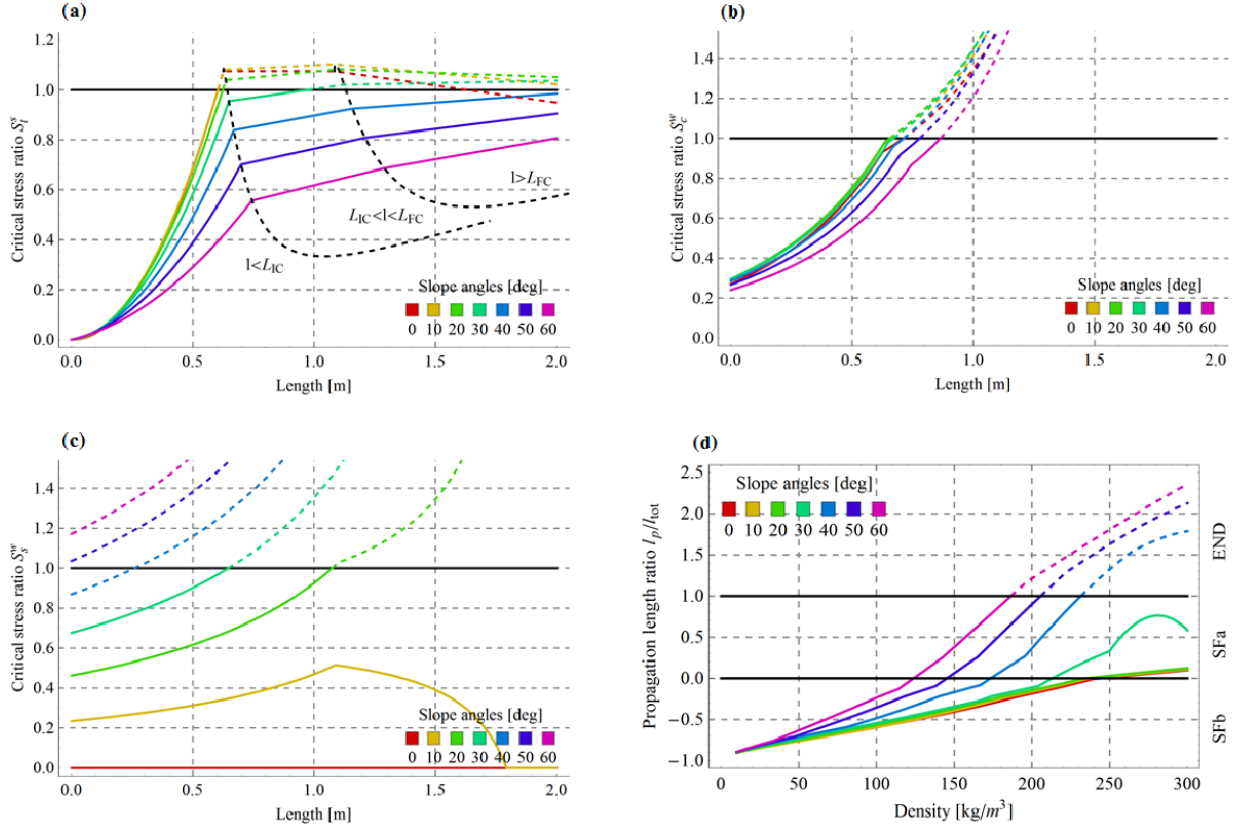 (a)
1.2
1.0
0.8
0.6
0.4
0.2
0.0
Critical stress ratio S_l^s
l>L_FC
L_IC<l<L_FC
l<L_IC
Slope angles [deg]
0 10 20 30 40 50 60
0.0 0.5 1.0 1.5 2.0
Length [m]
(b)
1.4
1.2
1.0
0.8
0.6
0.4
0.2
0.0
Critical stress ratio S_c^w
Slope angles [deg]
0 10 20 30 40 50 60
0.0 0.5 1.0 1.5 2.0
Length [m]
(c)
1.4
1.2
1.0
0.8
0.6
0.4
0.2
0.0
Critical stress ratio S_s^w
Slope angles [deg]
0 10 20 30 40 50 60
0.0 0.5 1.0 1.5 2.0
Length [m]
(d)
2.5
2.0
1.5
1.0
0.5
0.0
−0.5
−1.0
Propagation length ratio l_p/l_tot
Slope angles [deg]
0 10 20 30 40 50 60
END
SFa
SFb
0 50 100 150 200 250 300
Density [kg/m³]